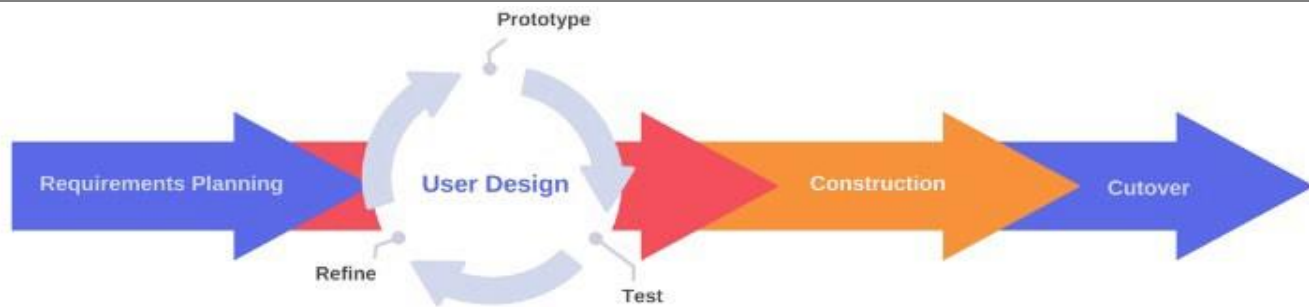 Prototype
Requirements Planning
User Design
Construction
Cutover
Refine
Test